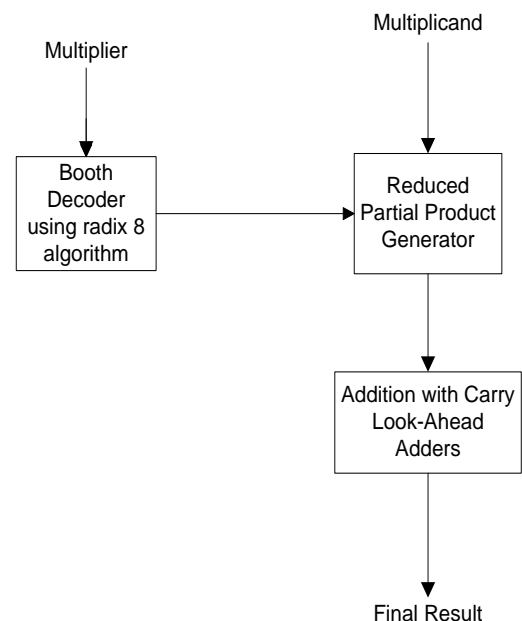 Multiplicand
Multiplier
Booth
Decoder
using radix 8
algorithm
Reduced
Partial Product
Generator
Addition with Carry
Look-Ahead
Adders
Final Result